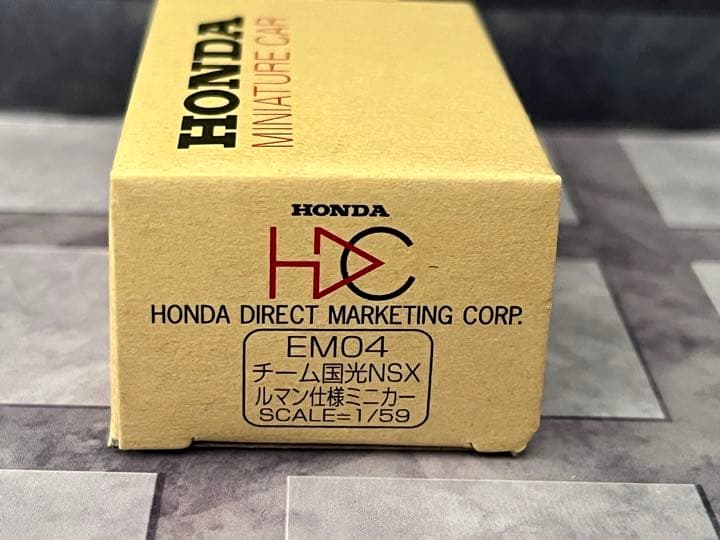 HONDA
MINIATURE CAR
HONDA
HDC
HONDA DIRECT MARKETING CORP.
EM04
チーム国光NSX
ルマン仕様ミニカー
SCALE=1/59